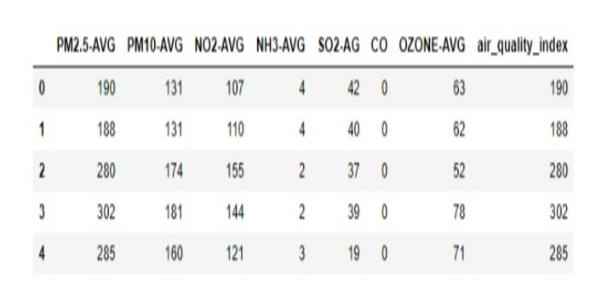 PM2.5-AVG PM10-AVG NO2-AVG NH3-AVG SO2-AG CO OZONE-AVG air_quality_index
0 190 131 107 4 42 0 63 190
1 188 131 110 4 40 0 62 188
2 280 174 155 2 37 0 52 280
3 302 181 144 2 39 0 78 302
4 285 160 121 3 19 0 71 285